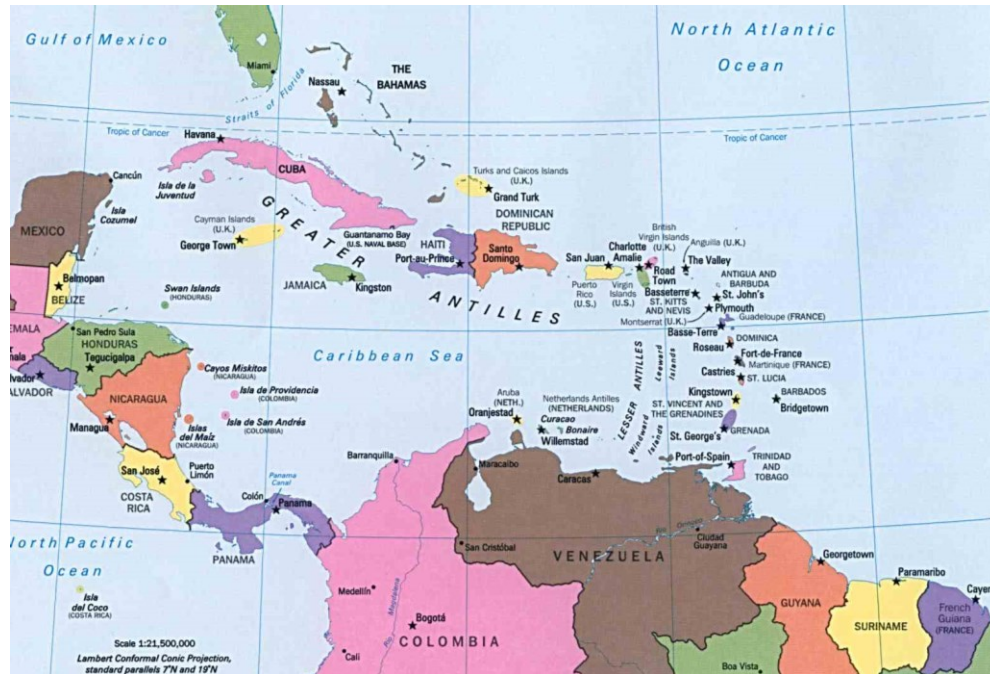 Gulf of Mexico
North Atlantic
Ocean
Miami
Straits of Florida
Nassau
THE
BAHAMAS
Tropic of Cancer
Tropic of Cancer
Havana
CUBA
Cancún
Isla de la
Juventud
Isla
Cozumel
MEXICO
Turks and Caicos Islands
(U.K.)
Grand Turk
Cayman Islands
(U.K.)
George Town
GREATER
ANTILLES
Guantanamo Bay
(U.S. NAVAL BASE)
HAITI
Port-au-Prince
DOMINICAN
REPUBLIC
Santo
Domingo
JAMAICA
Kingston
San Juan
Puerto
Rico
(U.S.)
Charlotte
Amalie
Virgin
Islands
(U.S.)
British
Virgin Islands
(U.K.)
Road
Town
Anguilla (U.K.)
The Valley
Basseterre
ST. KITTS
AND NEVIS
ANTIGUA AND
BARBUDA
St. John's
Plymouth
Montserrat (U.K.)
Guadeloupe (FRANCE)
Basse-Terre
DOMINICA
Roseau
Fort-de-France
Martinique (FRANCE)
Castries
ST. LUCIA
Kingstown
ST. VINCENT AND
THE GRENADINES
BARBADOS
Bridgetown
St. George's
GRENADA
LESSER ANTILLES
Leeward
Islands
Windward
Islands
Port-of-Spain
TRINIDAD
AND
TOBAGO
Belmopan
BELIZE
Swan Islands
(HONDURAS)
EMALA
mala
San Pedro Sula
HONDURAS
Tegucigalpa
lvador
ALVADOR
Caribbean Sea
Cayos Miskitos
(NICARAGUA)
Isla de Providencia
(COLOMBIA)
Isla de San Andrés
(COLOMBIA)
NICARAGUA
Managua
Islas
del Maíz
(NICARAGUA)
Aruba
(NETH.)
Oranjestad
Netherlands Antilles
(NETHERLANDS)
Curacao
Bonaire
Willemstad
San José
COSTA
RICA
Puerto
Limón
Barranquilla
Maracaibo
Caracas
Colón
Panama
Canal
Panama
PANAMA
North Pacific
Ocean
Isla
del Coco
(COSTA RICA)
San Cristóbal
VENEZUELA
Rio Orinoco
Ciudad
Guayana
Georgetown
GUYANA
Paramaribo
SURINAME
Cayen
French
Guiana
(FRANCE)
Medellín
Rio Magdalena
Bogotá
COLOMBIA
Cali
Boa Vista
Scale 1:21,500,000
Lambert Conformal Conic Projection,
standard parallels 7°N and 19°N